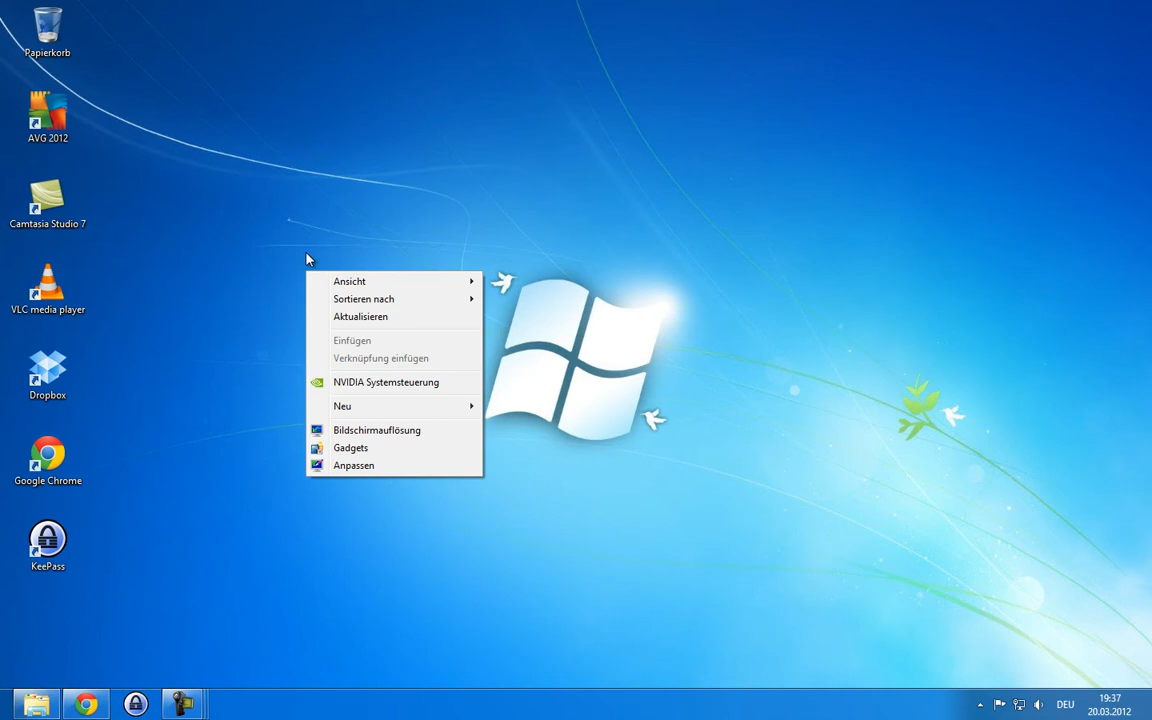 Papierkorb
AVG 2012
Camtasia Studio 7
VLC media player
Dropbox
Google Chrome
KeePass
Ansicht
Sortieren nach
Aktualisieren
Einfügen
Verknüpfung einfügen
NVIDIA Systemsteuerung
Neu
Bildschirmauflösung
Gadgets
Anpassen
DEU
19:37
20.03.2012